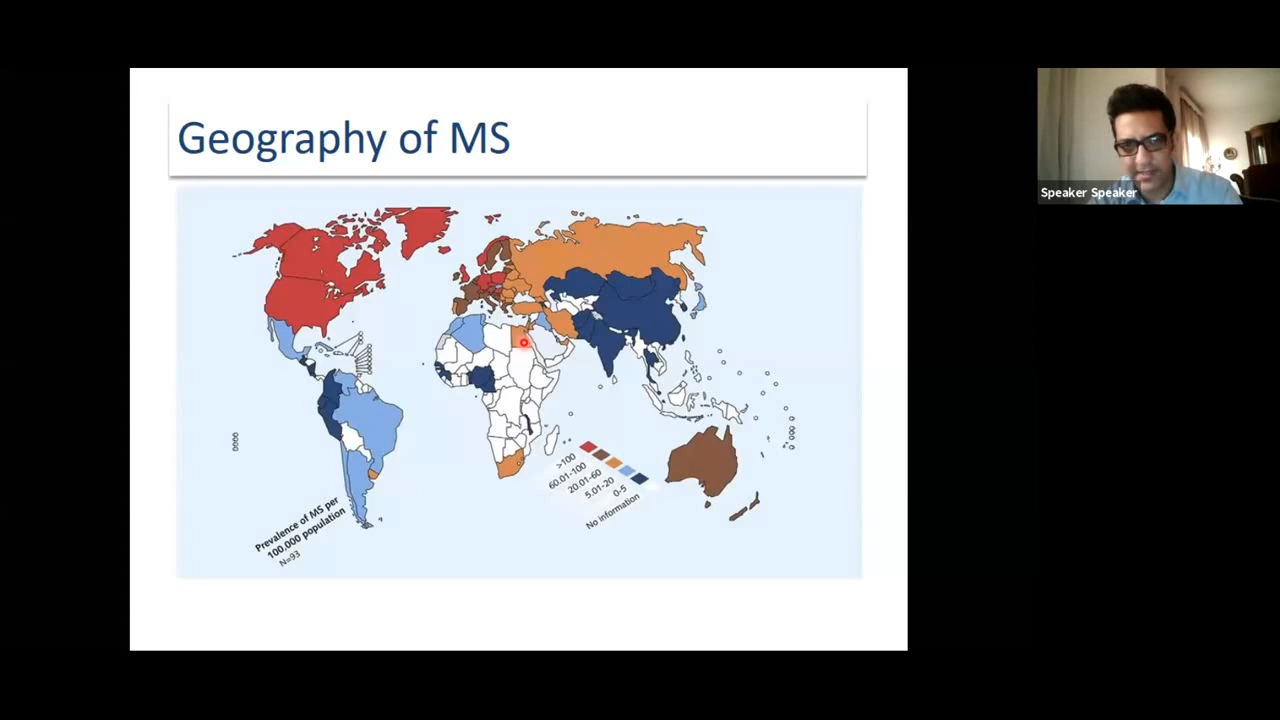 Geography of MS
Speaker Speaker
>100
60.01-100
20.01-60
5.01-20
0-5
No information
Prevalence of MS per
100,000 population
N=93